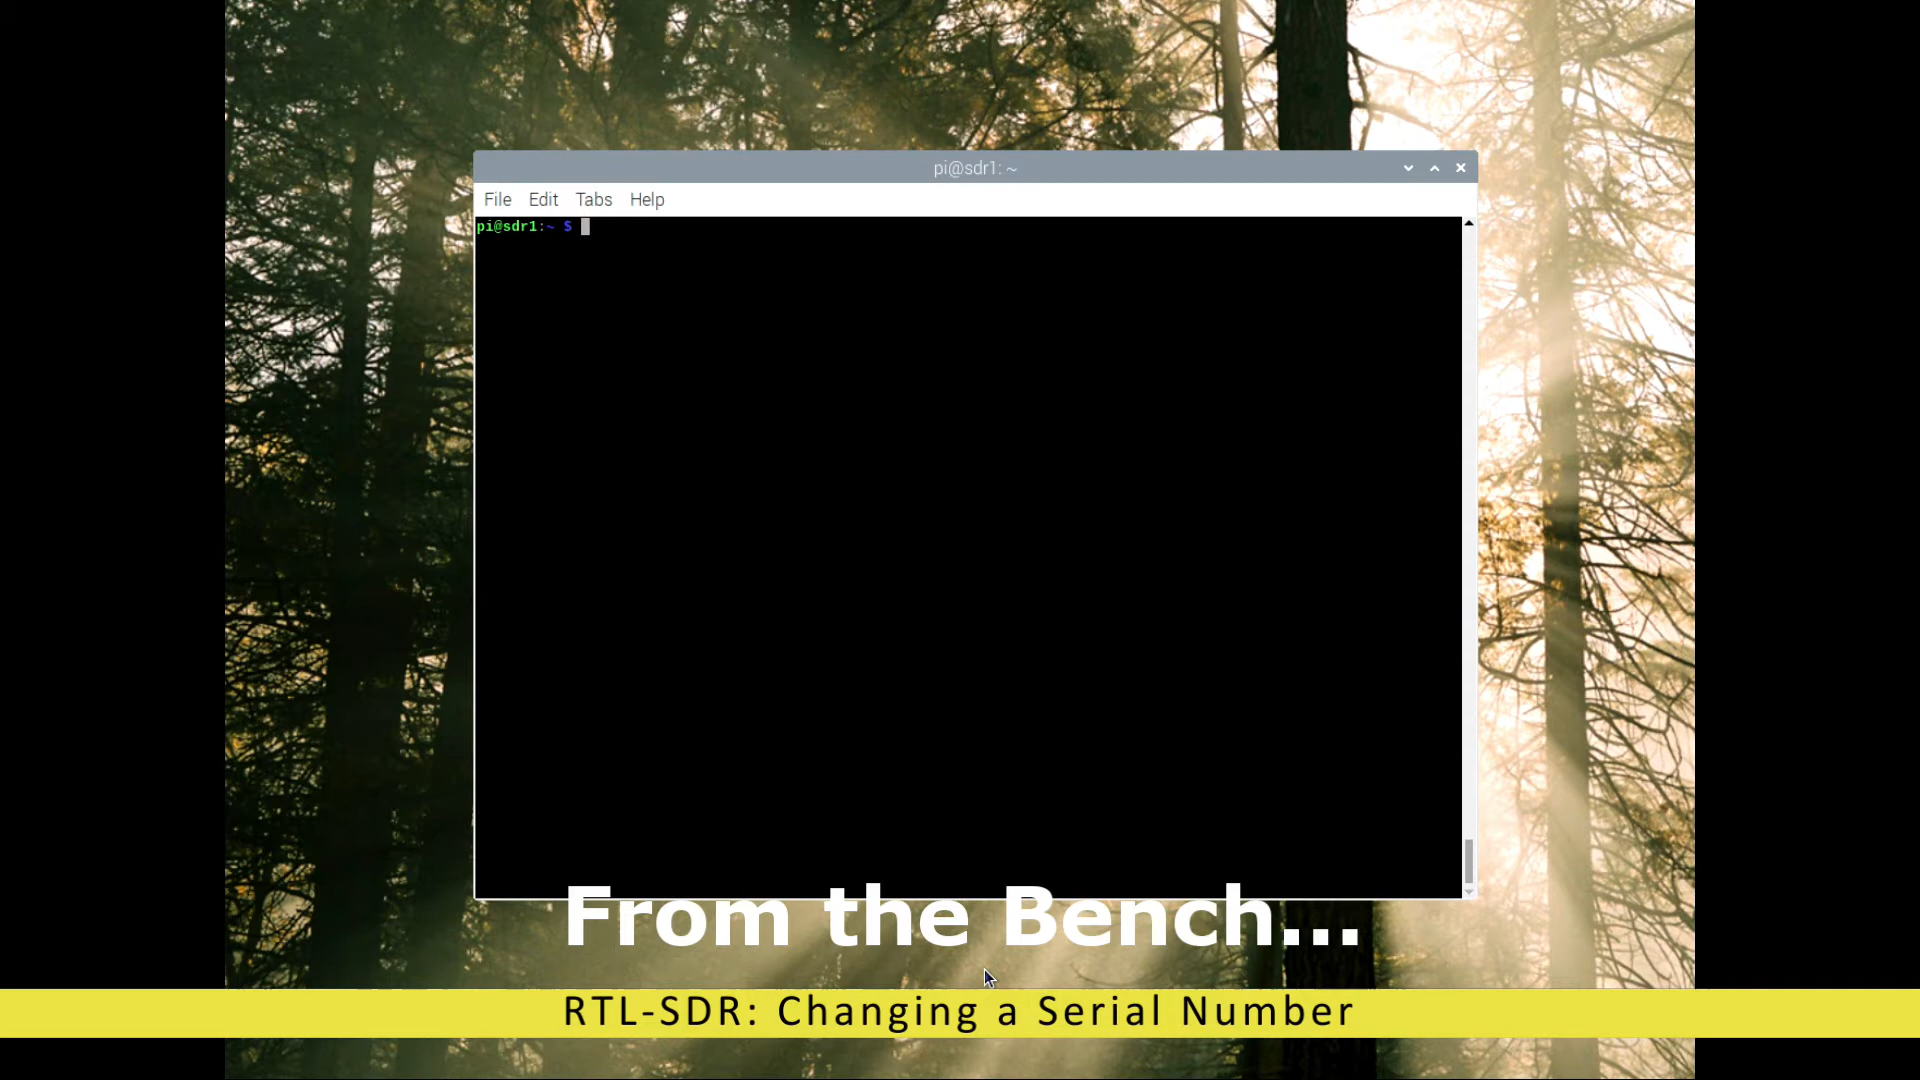 pi@sdr1: ~
File Edit Tabs Help
pi@sdr1:~ $
From the Bench...
RTL-SDR: Changing a Serial Number